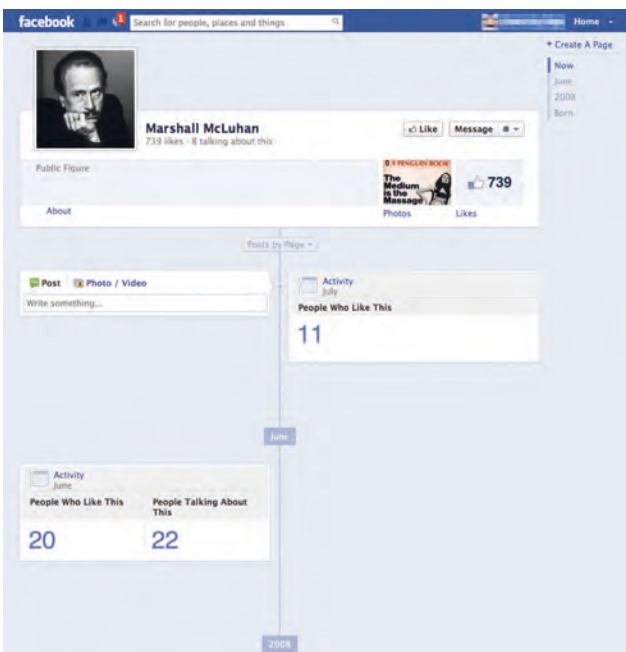 facebook
1
Search for people, places and things
Home
+ Create A Page
Now
June
2008
Born
Marshall McLuhan
739 likes · 8 talking about this
Like
Message
Public Figure
About
A PENGUIN BOOK
The
Medium
is the
Massage
Photos
739
Likes
Posts by Page
Post
Photo / Video
Write something...
Activity
July
People Who Like This
11
June
Activity
June
People Who Like This
20
People Talking About
This
22
2008